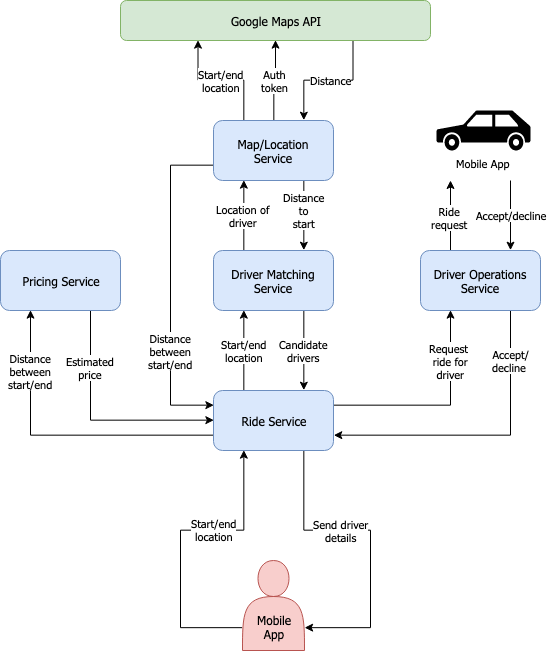 Google Maps API
Start/end
location
Auth
token
Distance
Map/Location
Service
Mobile App
Location of
driver
Distance
to
start
Ride
request
Accept/decline
Pricing Service
Driver Matching
Service
Driver Operations
Service
Distance
between
start/end
Estimated
price
Distance
between
start/end
Start/end
location
Candidate
drivers
Request
ride for
driver
Accept/
decline
Ride Service
Start/end
location
Send driver
details
Mobile
App